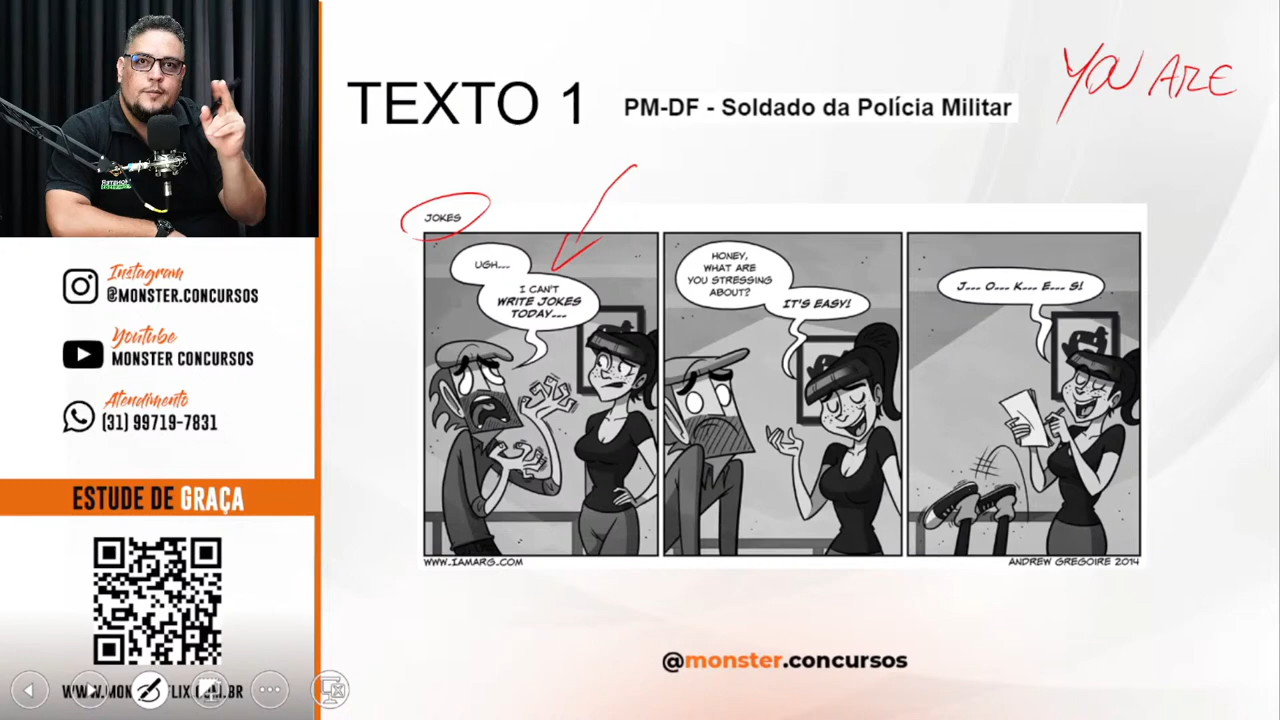 TEXTO 1
PM-DF - Soldado da Polícia Militar
YOU ARE
JOKES
UGH...
I CAN'T
WRITE JOKES
TODAY...
HONEY,
WHAT ARE
YOU STRESSING
ABOUT?
IT'S EASY!
J... O... K... E... S!
WWW.IAMARG.COM
ANDREW GREGOIRE 2014
Instagram
@MONSTER.CONCURSOS
Youtube
MONSTER CONCURSOS
Atendimento
(31) 99719-7831
ESTUDE DE GRAÇA
@monster.concursos